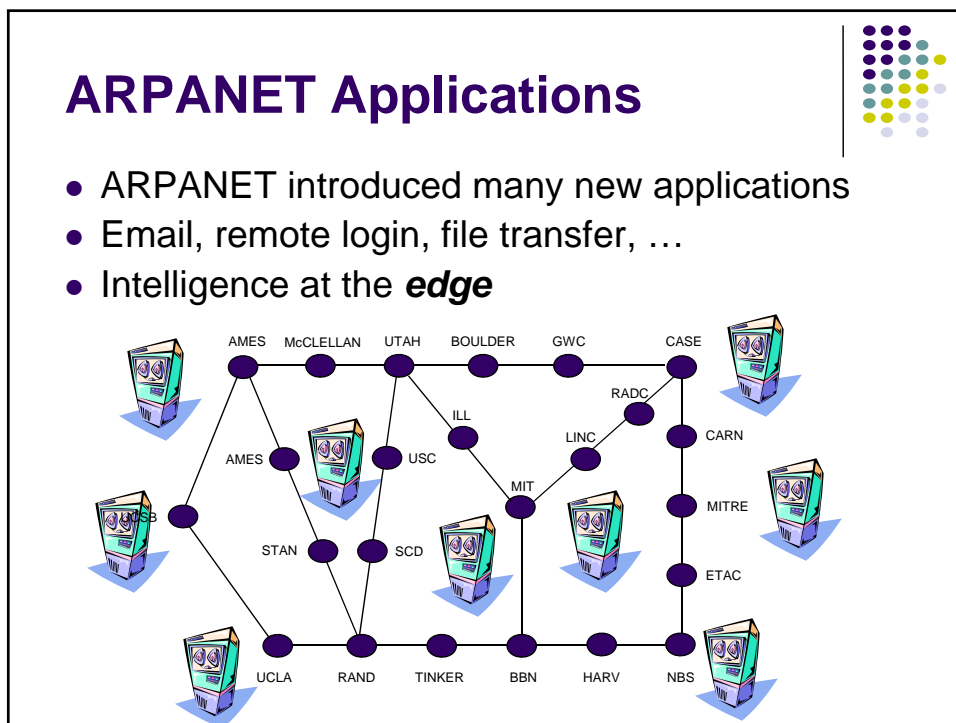 ARPANET Applications
ARPANET introduced many new applications
Email, remote login, file transfer, …
Intelligence at the edge
AMES McCLELLAN UTAH BOULDER GWC CASE
RADC
ILL
CARN
LINC
AMES USC
MIT
MITRE
UCSB
STAN SCD
ETAC
UCLA RAND TINKER BBN HARV NBS